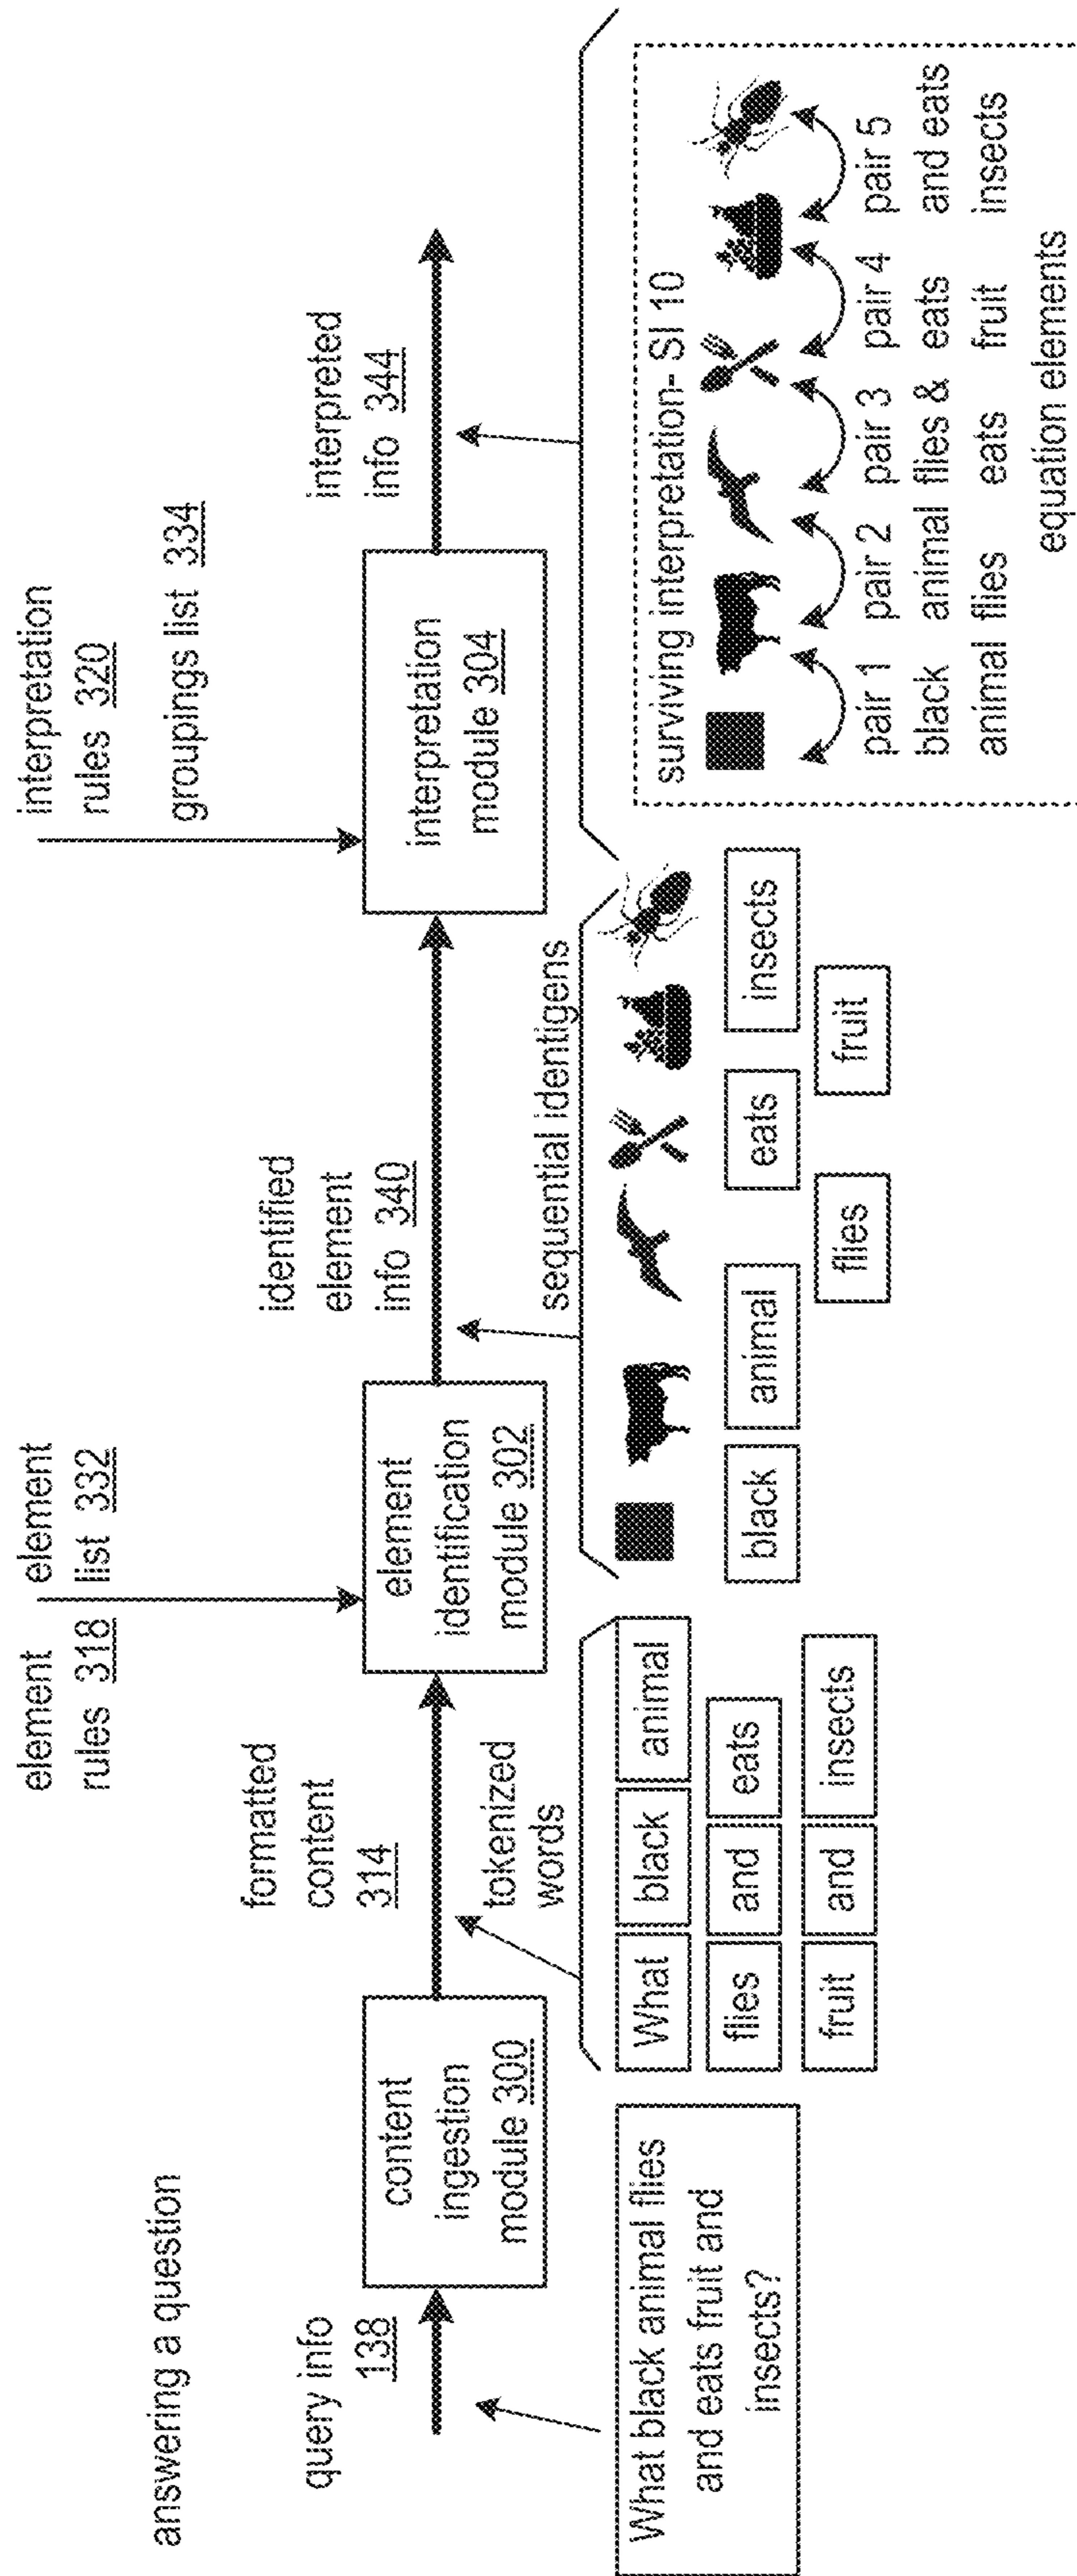 answering a question
query info
138
What black animal flies
and eats fruit and
insects?
content
ingestion
module 300
formatted
content
314
tokenized
words
What black animal
flies and eats
fruit and insects
element
rules 318
element
list 332
element
identification
module 302
identified
element
info 340
sequential identigens
black animal eats insects
flies fruit
interpretation
rules 320
groupings list 334
interpretation
module 304
interpreted
info 344
surviving interpretation- SI 10
pair 1 pair 2 pair 3 pair 4 pair 5
black animal flies & eats and eats
animal flies eats fruit insects
equation elements